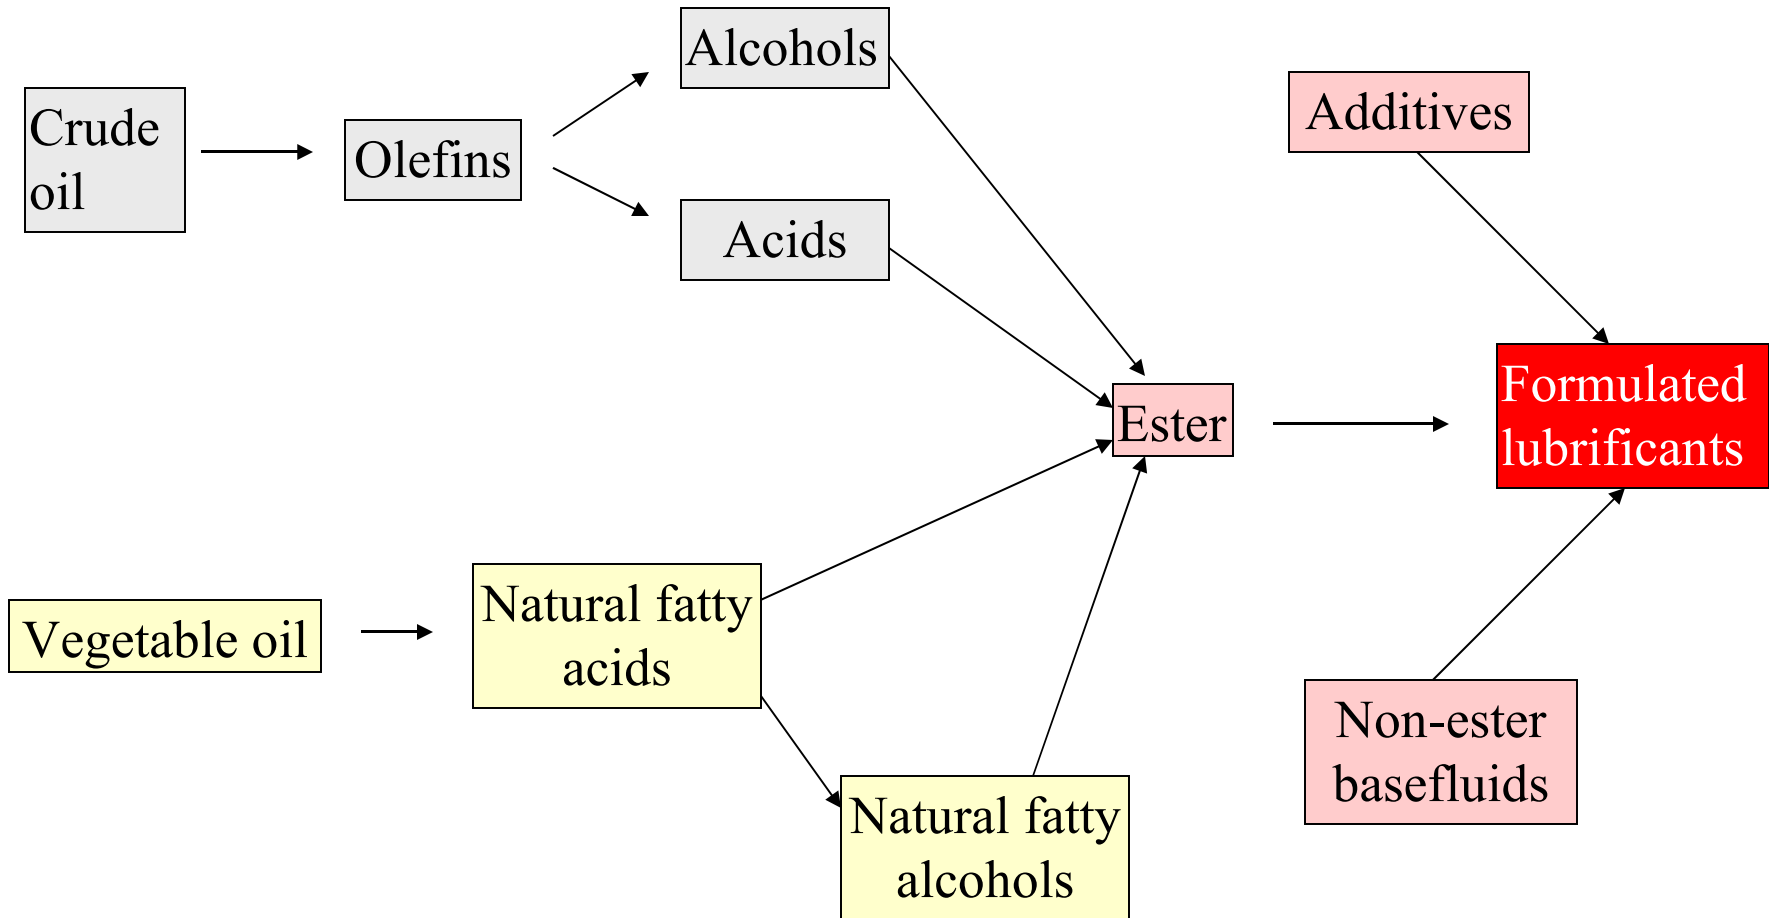 Alcohols
Crude
oil
Olefins
Additives
Acids
Ester
Formulated
lubrificants
Vegetable oil
Natural fatty
acids
Non-ester
basefluids
Natural fatty
alcohols